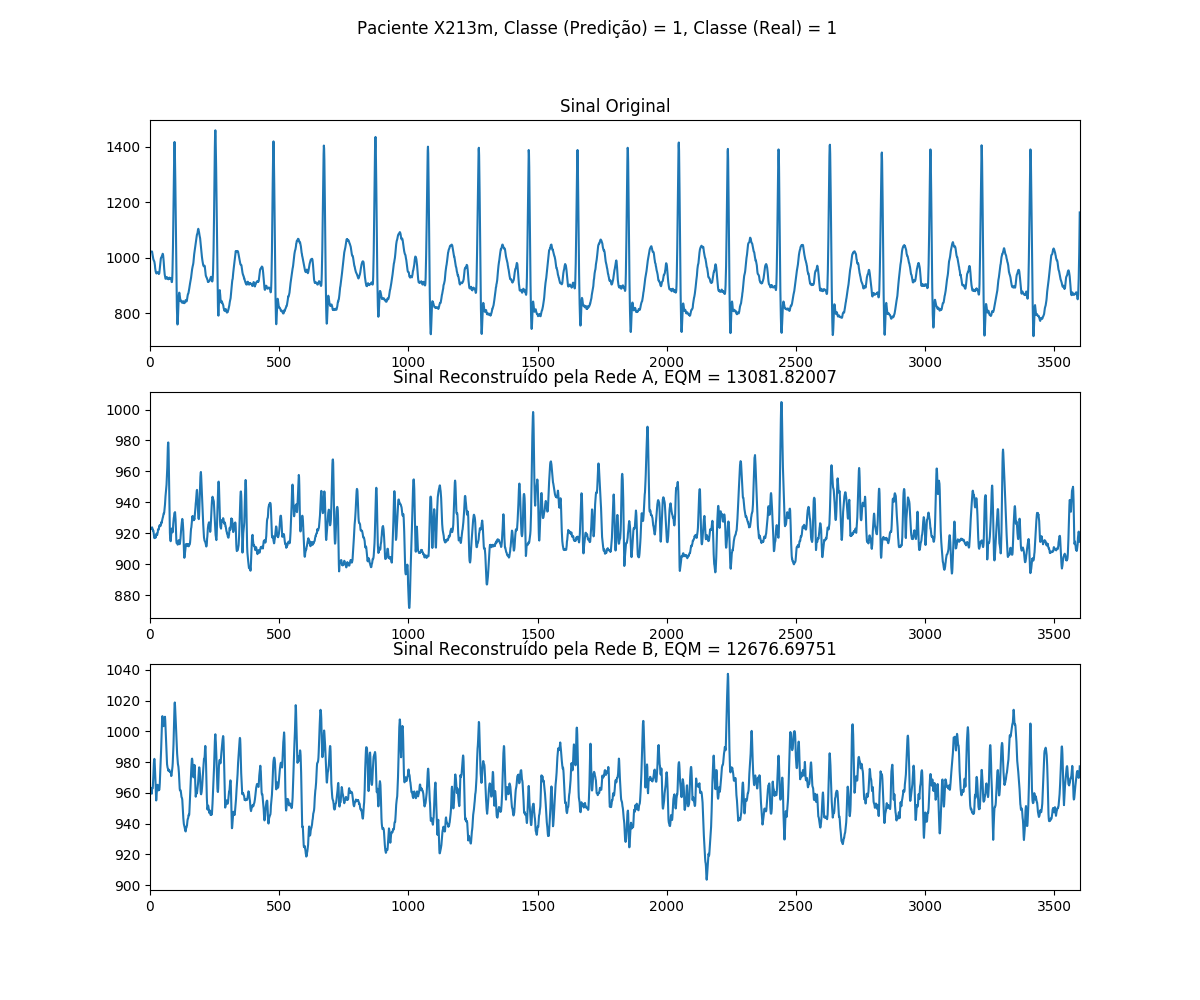 Paciente X213m, Classe (Predição) = 1, Classe (Real) = 1
Sinal Original
1400
1200
1000
800
0 500 1000 1500 2000 2500 3000 3500
Sinal Reconstruído pela Rede A, EQM = 13081.82007
1000
980
960
940
920
900
880
0 500 1000 1500 2000 2500 3000 3500
Sinal Reconstruído pela Rede B, EQM = 12676.69751
1040
1020
1000
980
960
940
920
900
0 500 1000 1500 2000 2500 3000 3500